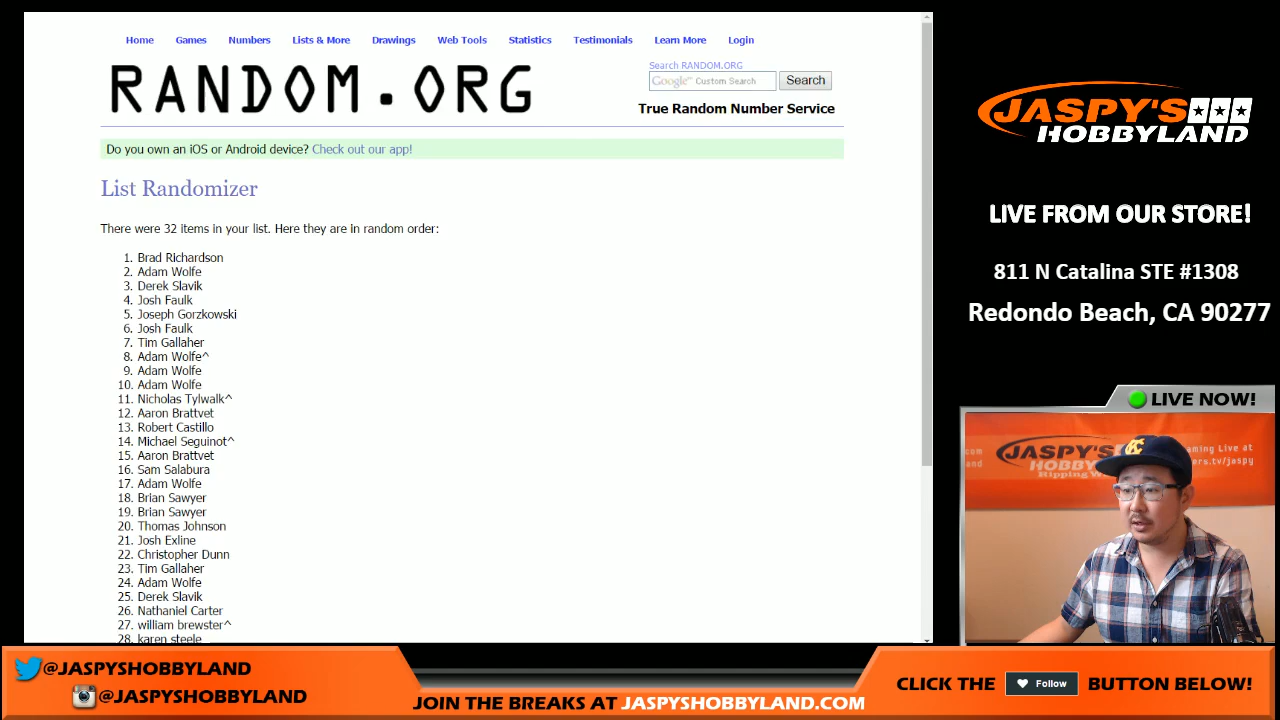 Home Games Numbers Lists & More Drawings Web Tools Statistics Testimonials Learn More Login
RANDOM.ORG
Search RANDOM.ORG
Google™ Custom Search Search
True Random Number Service
Do you own an iOS or Android device? Check out our app!
List Randomizer
There were 32 items in your list. Here they are in random order:
1. Brad Richardson
2. Adam Wolfe
3. Derek Slavik
4. Josh Faulk
5. Joseph Gorzkowski
6. Josh Faulk
7. Tim Gallaher
8. Adam Wolfe^
9. Adam Wolfe
10. Adam Wolfe
11. Nicholas Tylwalk^
12. Aaron Brattvet
13. Robert Castillo
14. Michael Seguinot^
15. Aaron Brattvet
16. Sam Salabura
17. Adam Wolfe
18. Brian Sawyer
19. Brian Sawyer
20. Thomas Johnson
21. Josh Exline
22. Christopher Dunn
23. Tim Gallaher
24. Adam Wolfe
25. Derek Slavik
26. Nathaniel Carter
27. william brewster^
28. karen steele
JASPY'S
HOBBYLAND
LIVE FROM OUR STORE!
811 N Catalina STE #1308
Redondo Beach, CA 90277
LIVE NOW!
JASPY'S
HOBBYLAND
@JASPYSHOBBYLAND
@JASPYSHOBBYLAND
JOIN THE BREAKS AT JASPYSHOBBYLAND.COM
CLICK THE Follow BUTTON BELOW!